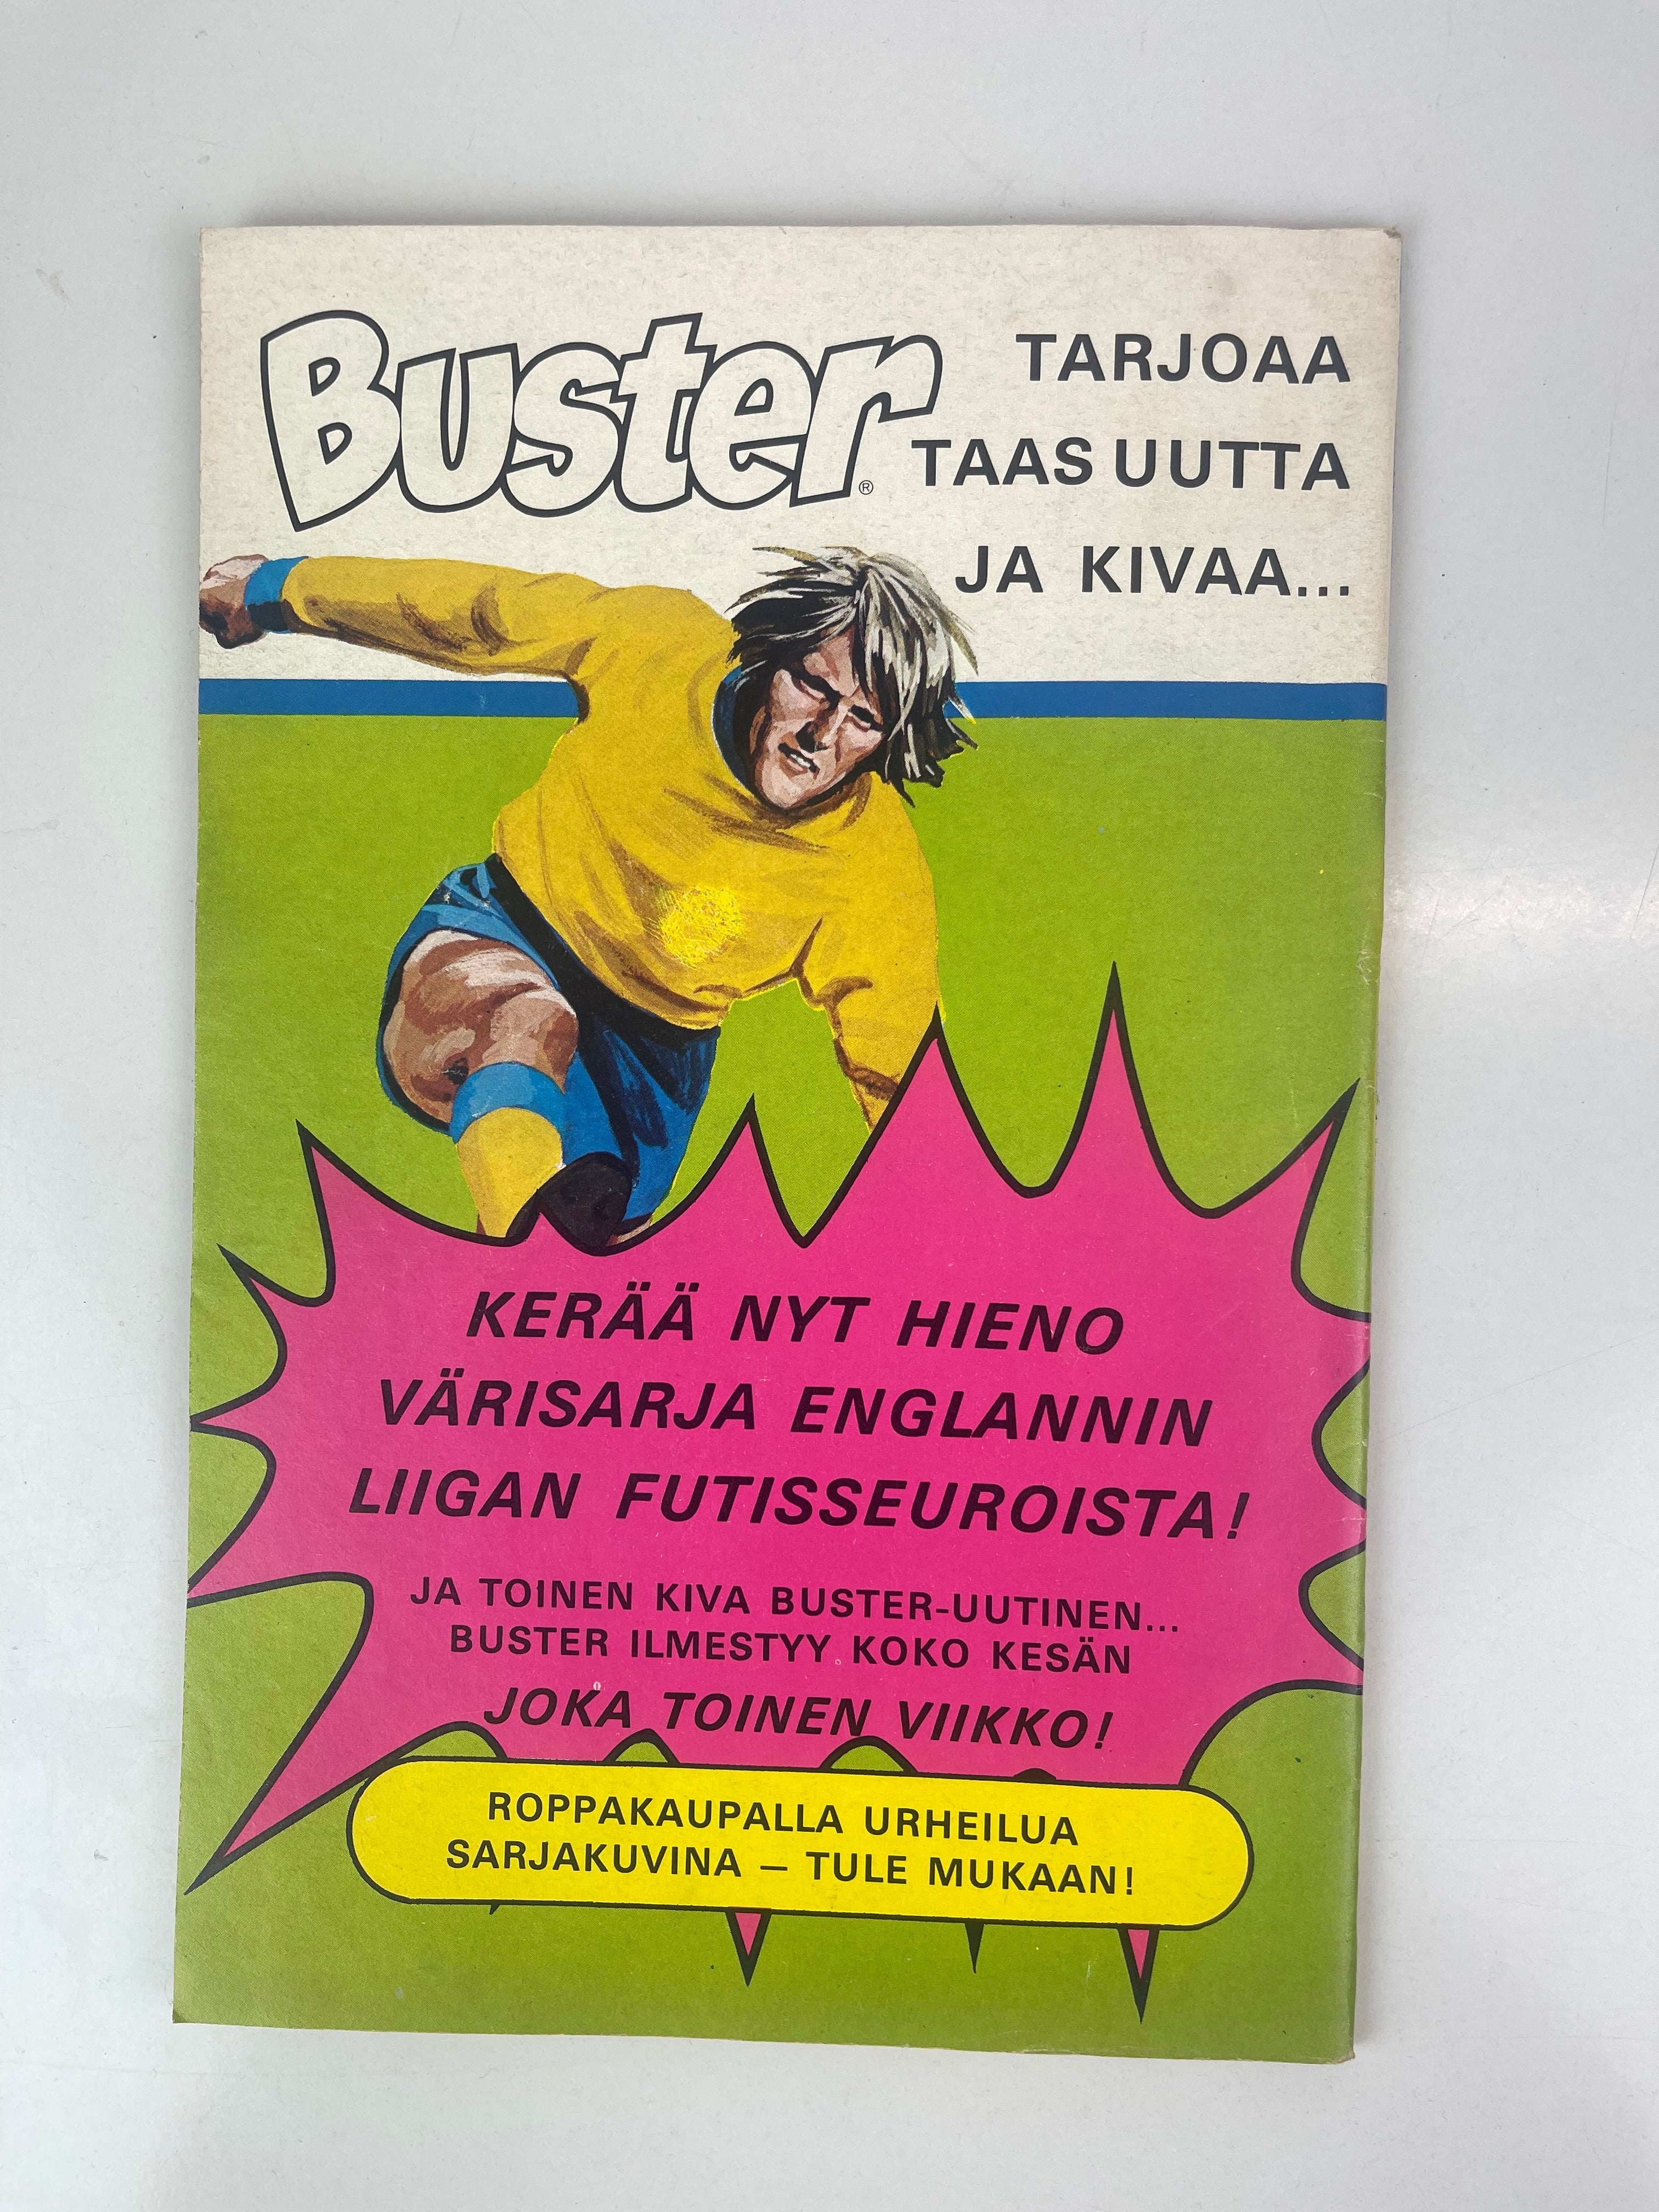 Buster®
TARJOAA
TAAS UUTTA
JA KIVAA...
KERÄÄ NYT HIENO
VÄRISARJA ENGLANNIN
LIIGAN FUTISSEUROISTA!
JA TOINEN KIVA BUSTER-UUTINEN...
BUSTER ILMESTYY KOKO KESÄN
JOKA TOINEN VIIKKO!
ROPPAKAUPALLA URHEILUA
SARJAKUVINA — TULE MUKAAN!